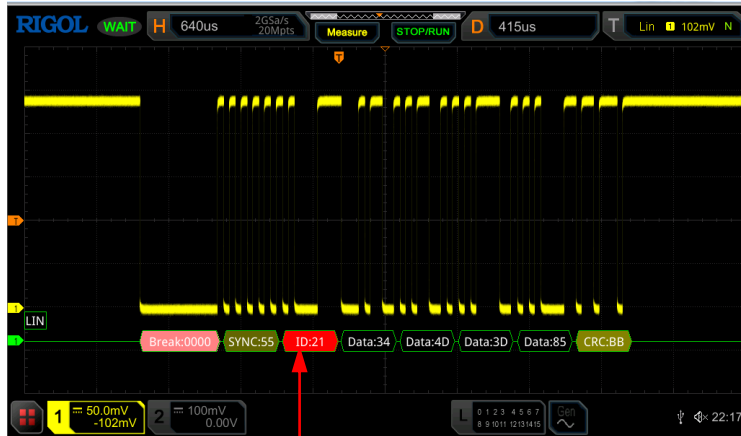 RIGOL WAIT H 640us 2GSa/s 20Mpts Measure STOP/RUN D 415us T Lin 1 102mV N
T
T
1
LIN
1 Break:0000 SYNC:55 ID:21 Data:34 Data:4D Data:3D Data:85 CRC:BB
1 50.0mV -102mV 2 100mV 0.00V L 0 1 2 3 4 5 6 7 8 9 10 11 12 13 14 15 Gen 22:17